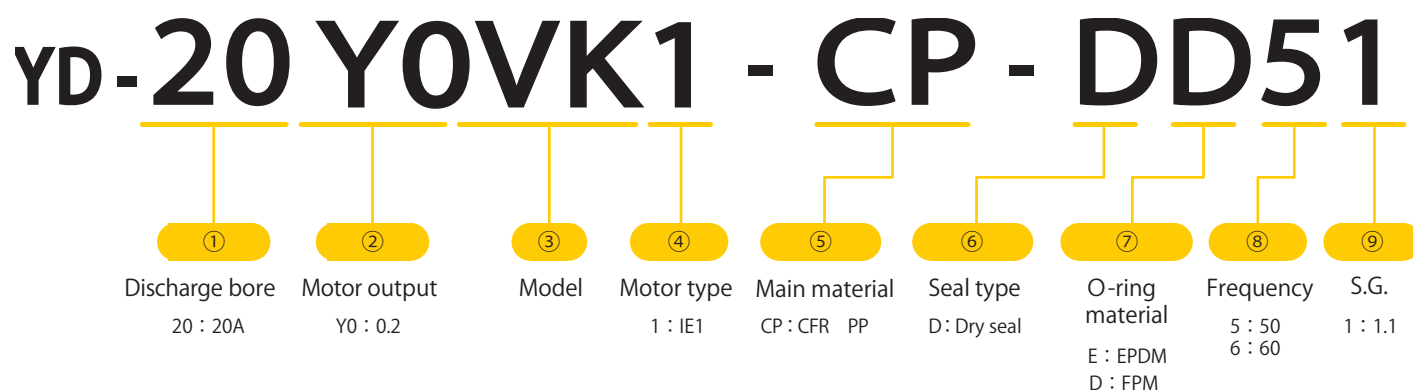 YD-20Y0VK1 - CP - DD51
① ② ③ ④ ⑤ ⑥ ⑦ ⑧ ⑨
Discharge bore Motor output Model Motor type Main material Seal type O-ring material Frequency S.G.
20：20A Y0：0.2 1：IE1 CP：CFR PP D：Dry seal E：EPDM 5：50 1：1.1
6：60
D：FPM